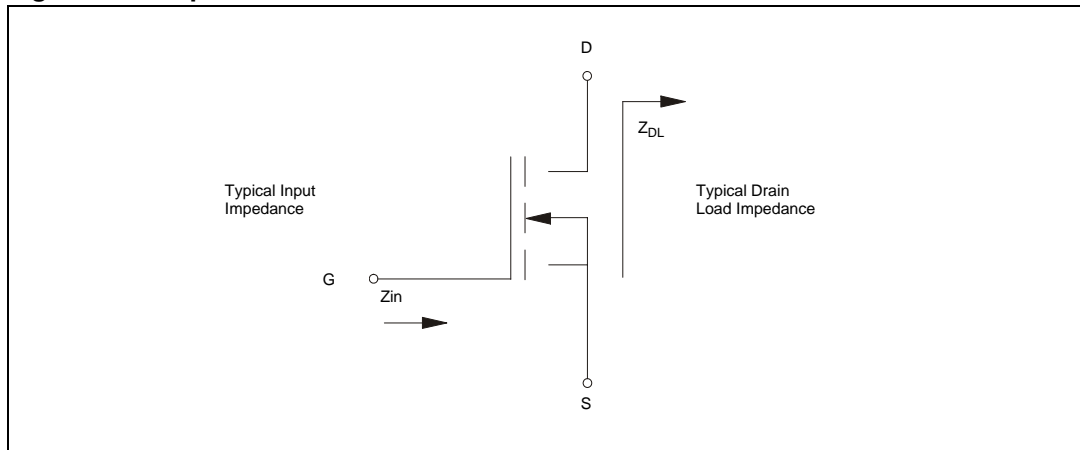 D
Z_DL
Typical Input
Impedance
Typical Drain
Load Impedance
G
Zin
S